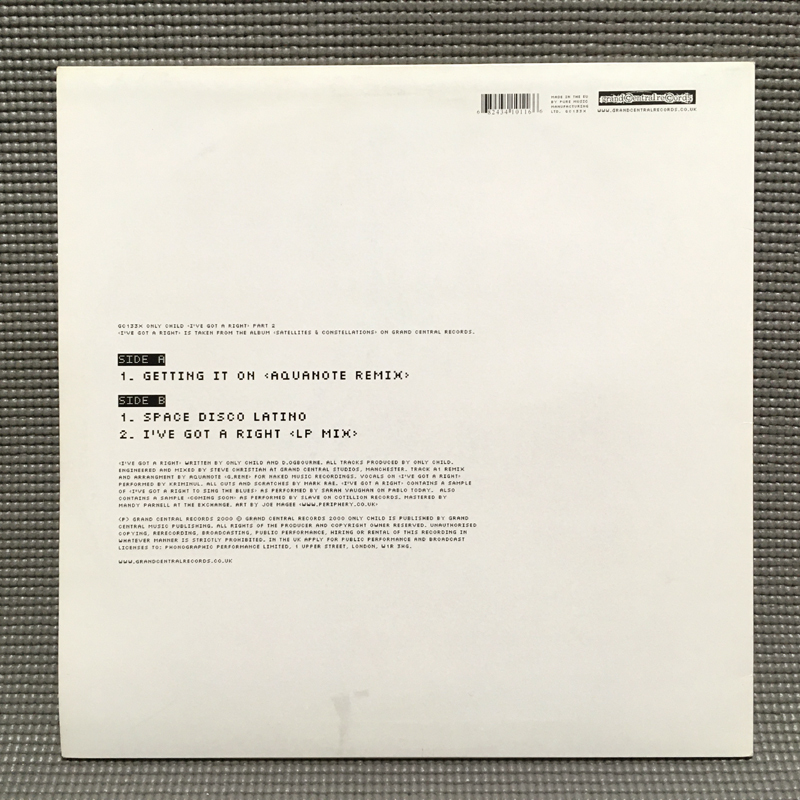 6 82434 10116 6
MADE IN THE EU
BY PURE MUSIC
MANUFACTURING
LTD. GC133X
grand Central recOrds
WWW.GRANDCENTRALRECORDS.CO.UK
GC133X ONLY CHILD <I'VE GOT A RIGHT> PART 2
<I'VE GOT A RIGHT> IS TAKEN FROM THE ALBUM <SATELLITES & CONSTELLATIONS> ON GRAND CENTRAL RECORDS.
SIDE A
1. GETTING IT ON <AQUANOTE REMIX>
SIDE B
1. SPACE DISCO LATINO
2. I'VE GOT A RIGHT <LP MIX>
<I'VE GOT A RIGHT> WRITTEN BY ONLY CHILD AND D.OGBOURNE. ALL TRACKS PRODUCED BY ONLY CHILD.
ENGINEERED AND MIXED BY STEVE CHRISTIAN AT GRAND CENTRAL STUDIOS, MANCHESTER. TRACK A1 REMIX
AND ARRANGEMENT BY AQUANOTE <G.RENE> FOR NAKED MUSIC RECORDINGS. VOCALS ON <I'VE GOT A RIGHT>
PERFORMED BY KRIMINUL. ALL CUTS AND SCRATCHES BY MARK RAE. <I'VE GOT A RIGHT> CONTAINS A SAMPLE
OF <I'VE GOT A RIGHT TO SING THE BLUES> AS PERFORMED BY SARAH VAUGHAN ON PABLO TODAY. ALSO
CONTAINS A SAMPLE <COMING SOON> AS PERFORMED BY SLAVE ON COTILLION RECORDS. MASTERED BY
MANDY PARNELL AT THE EXCHANGE. ART BY JOE MAGEE <WWW.PERIPHERY.CO.UK>
(P) GRAND CENTRAL RECORDS 2000 © GRAND CENTRAL RECORDS 2000 ONLY CHILD IS PUBLISHED BY GRAND
CENTRAL MUSIC PUBLISHING. ALL RIGHTS OF THE PRODUCER AND COPYRIGHT OWNER RESERVED. UNAUTHORISED
COPYING, RERECORDING, BROADCASTING, PUBLIC PERFORMANCE, HIRING OR RENTAL OF THIS RECORDING IN
WHATEVER MANNER IS STRICTLY PROHIBITED. IN THE UK APPLY FOR PUBLIC PERFORMANCE AND BROADCAST
LICENSES TO: PHONOGRAPHIC PERFORMANCE LIMITED, 1 UPPER STREET, LONDON, W1R 3HG.
WWW.GRANDCENTRALRECORDS.CO.UK